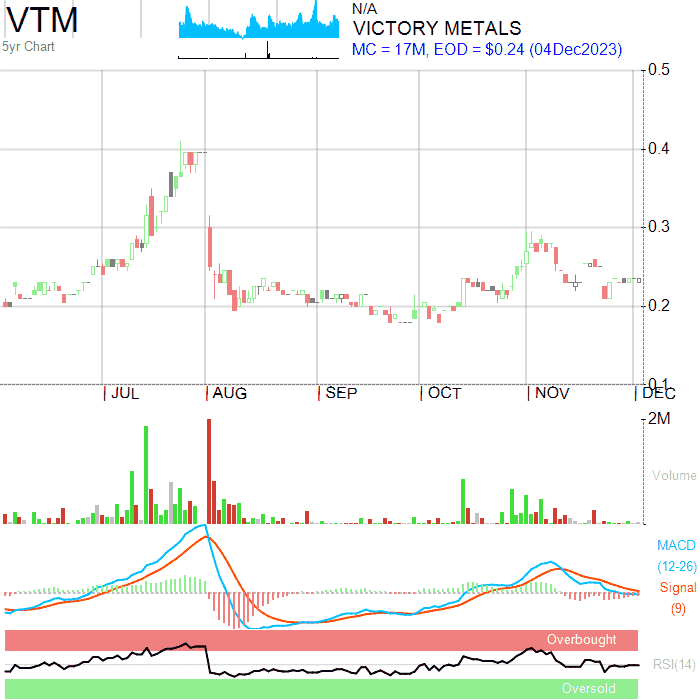 VTM
5yr Chart
N/A
VICTORY METALS
MC = 17M, EOD = $0.24 (04Dec2023)
0.5
0.4
0.3
0.2
0.1
JUL AUG SEP OCT NOV DEC
2M
Volume
MACD
(12-26)
Signal
(9)
Overbought
RSI(14)
Oversold